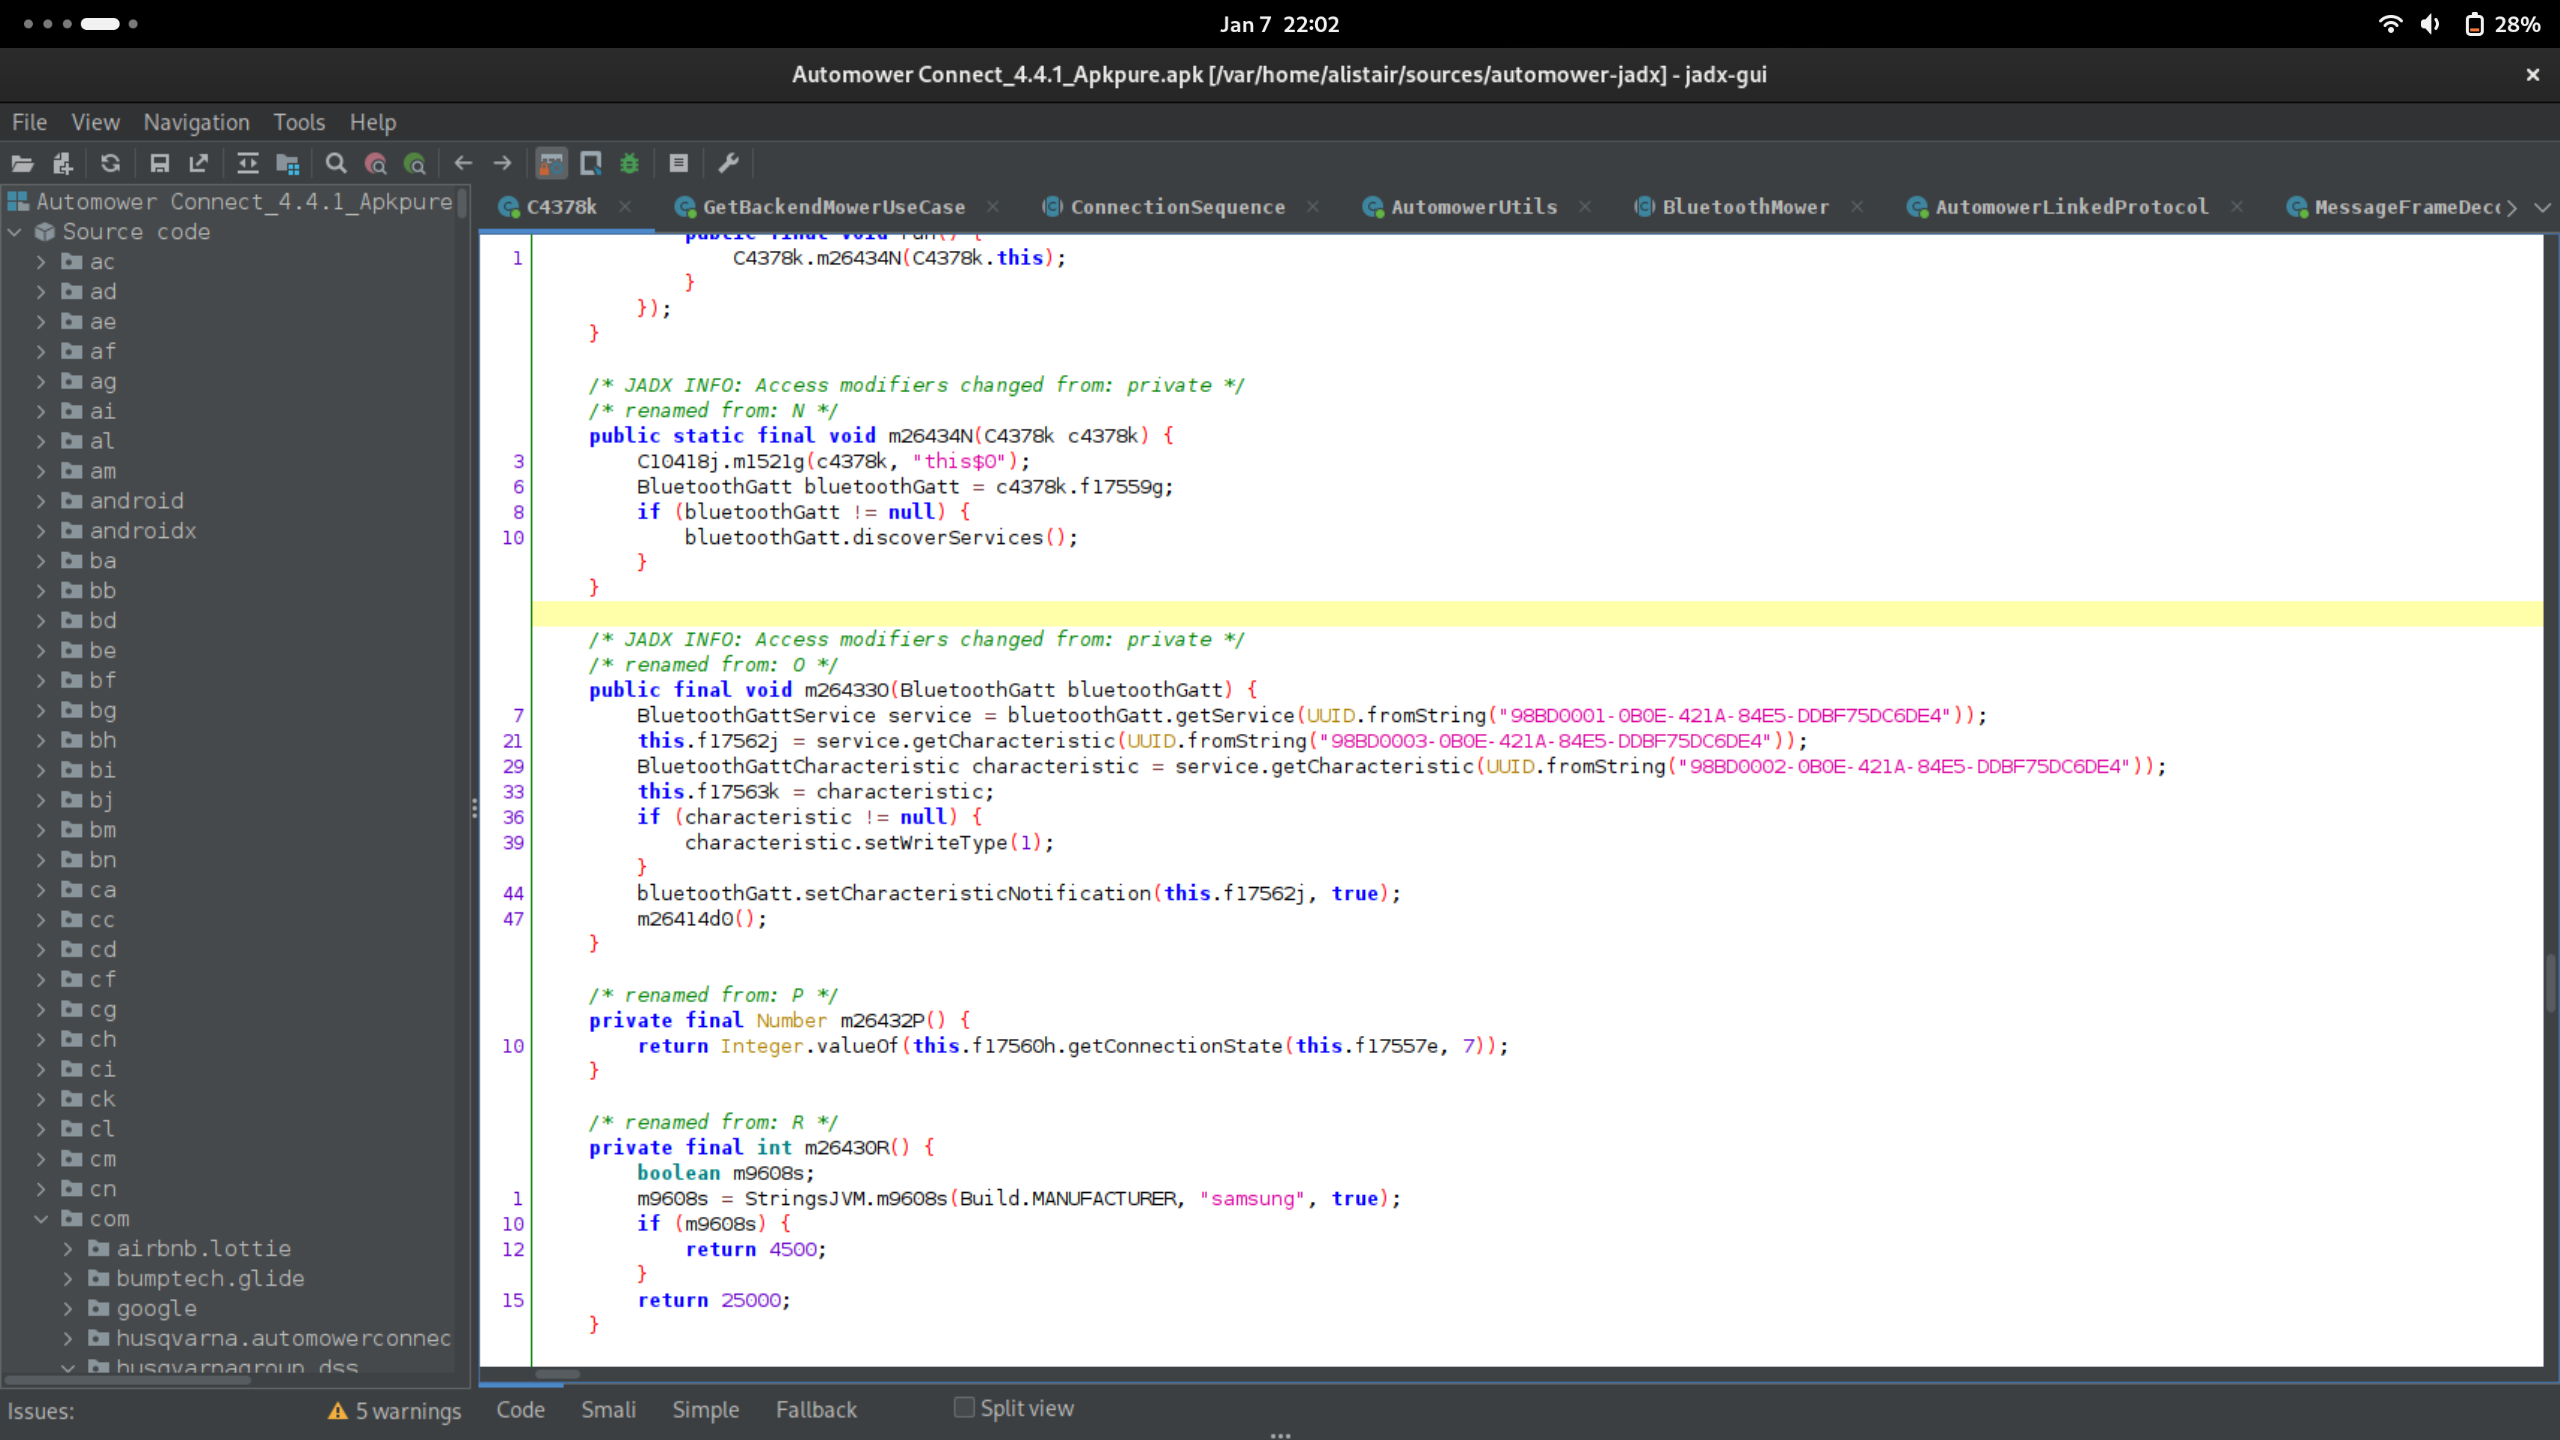 Jan 7 22:02
28%
Automower Connect_4.4.1_Apkpure.apk [/var/home/alistair/sources/automower-jadx] - jadx-gui
File View Navigation Tools Help
Automower Connect_4.4.1_Apkpure
Source code
ac
ad
ae
af
ag
ai
al
am
android
androidx
ba
bb
bd
be
bf
bg
bh
bi
bj
bm
bn
ca
cc
cd
cf
cg
ch
ci
ck
cl
cm
cn
com
airbnb.lottie
bumptech.glide
google
husqvarna.automowerconnec
husqvarnagroup.dss
Issues: 5 warnings
C4378k GetBackendMowerUseCase ConnectionSequence AutomowerUtils BluetoothMower AutomowerLinkedProtocol MessageFrameDec
public final void run() {
1 C4378k.m26434N(C4378k.this);
}
});
}
/* JADX INFO: Access modifiers changed from: private */
/* renamed from: N */
public static final void m26434N(C4378k c4378k) {
3 C10418j.m1521g(c4378k, "this$0");
6 BluetoothGatt bluetoothGatt = c4378k.f17559g;
8 if (bluetoothGatt != null) {
10 bluetoothGatt.discoverServices();
}
}
/* JADX INFO: Access modifiers changed from: private */
/* renamed from: O */
public final void m26433O(BluetoothGatt bluetoothGatt) {
7 BluetoothGattService service = bluetoothGatt.getService(UUID.fromString("98BD0001-0B0E-421A-84E5-DDBF75DC6DE4"));
21 this.f17562j = service.getCharacteristic(UUID.fromString("98BD0003-0B0E-421A-84E5-DDBF75DC6DE4"));
29 BluetoothGattCharacteristic characteristic = service.getCharacteristic(UUID.fromString("98BD0002-0B0E-421A-84E5-DDBF75DC6DE4"));
33 this.f17563k = characteristic;
36 if (characteristic != null) {
39 characteristic.setWriteType(1);
}
44 bluetoothGatt.setCharacteristicNotification(this.f17562j, true);
47 m26414d0();
}
/* renamed from: P */
private final Number m26432P() {
10 return Integer.valueOf(this.f17560h.getConnectionState(this.f17557e, 7));
}
/* renamed from: R */
private final int m26430R() {
boolean m9608s;
1 m9608s = StringsJVM.m9608s(Build.MANUFACTURER, "samsung", true);
10 if (m9608s) {
12 return 4500;
}
15 return 25000;
}
Code Smali Simple Fallback Split view